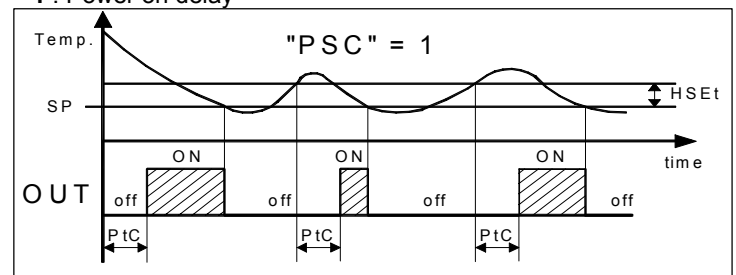 1: Power on delay
Temp.
"PSC" = 1
HSEt
SP
time
ON ON ON
OUT
off off off off
PtC PtC PtC